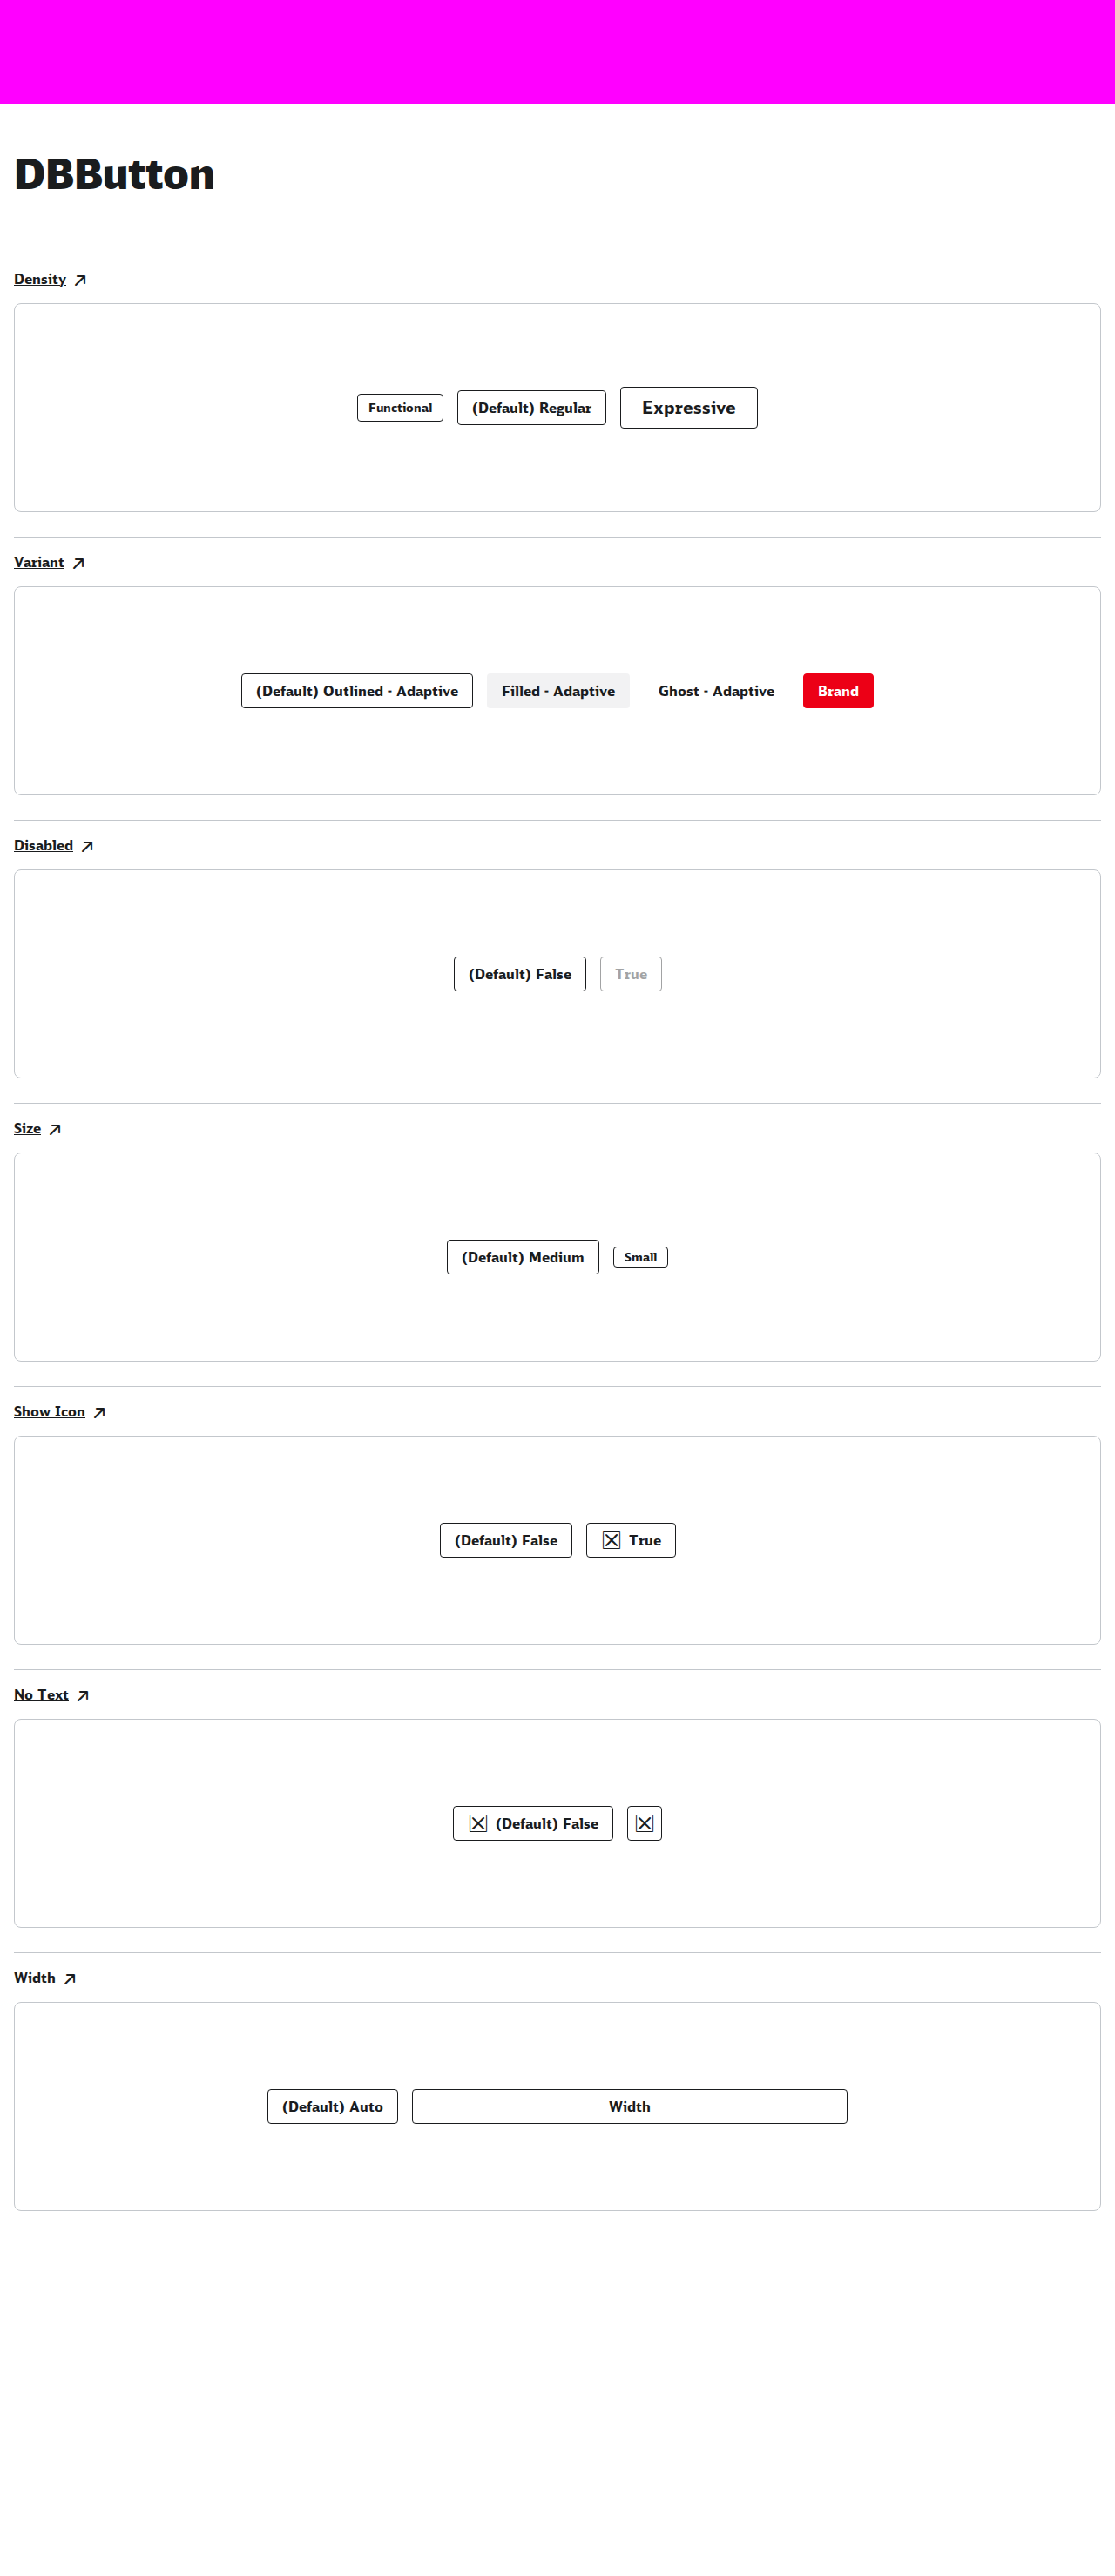 DBButton
Density
Functional (Default) Regular Expressive
Variant
(Default) Outlined - Adaptive Filled - Adaptive Ghost - Adaptive Brand
Disabled
(Default) False True
Size
(Default) Medium Small
Show Icon
(Default) False True
No Text
(Default) False
Width
(Default) Auto Width